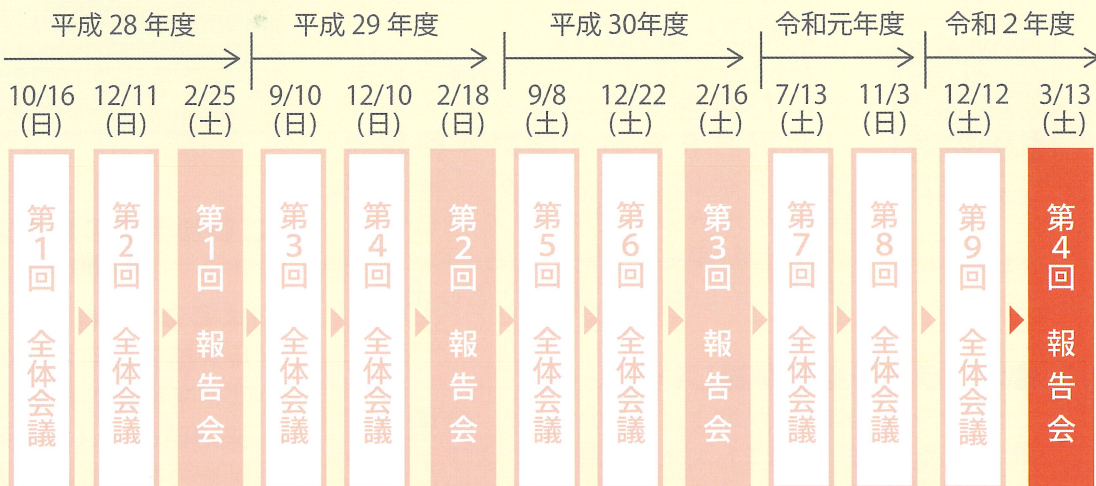 平成 28 年度
平成 29 年度
平成 30年度
令和元年度
令和 2 年度
10/16
(日)
12/11
(日)
2/25
(土)
9/10
(日)
12/10
(日)
2/18
(日)
9/8
(土)
12/22
(土)
2/16
(土)
7/13
(土)
11/3
(日)
12/12
(土)
3/13
(土)
第1回 全体会議
第2回 全体会議
第1回 報告会
第3回 全体会議
第4回 全体会議
第2回 報告会
第5回 全体会議
第6回 全体会議
第3回 報告会
第7回 全体会議
第8回 全体会議
第9回 全体会議
第4回 報告会